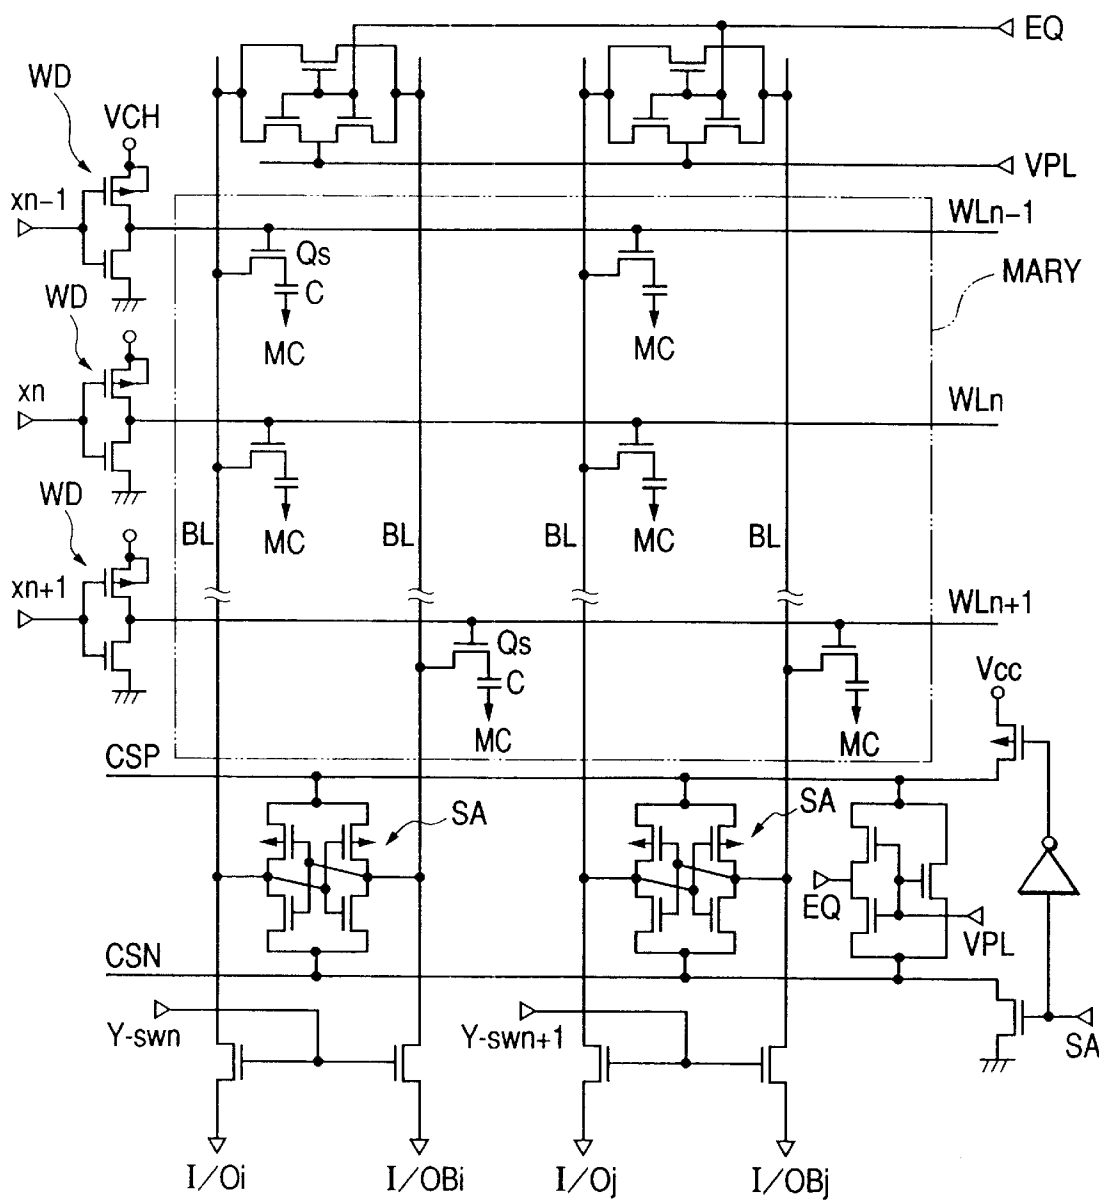 EQ
WD
VCH
VPL
xn-1
WLn-1
Qs
MARY
C
WD
MC
MC
xn
WLn
WD
BL
MC
BL
BL
MC
BL
xn+1
WLn+1
Qs
C
Vcc
MC
MC
CSP
SA
SA
EQ
VPL
CSN
Y-swn
Y-swn+1
SA
I/Oi
I/OBi
I/Oj
I/OBj